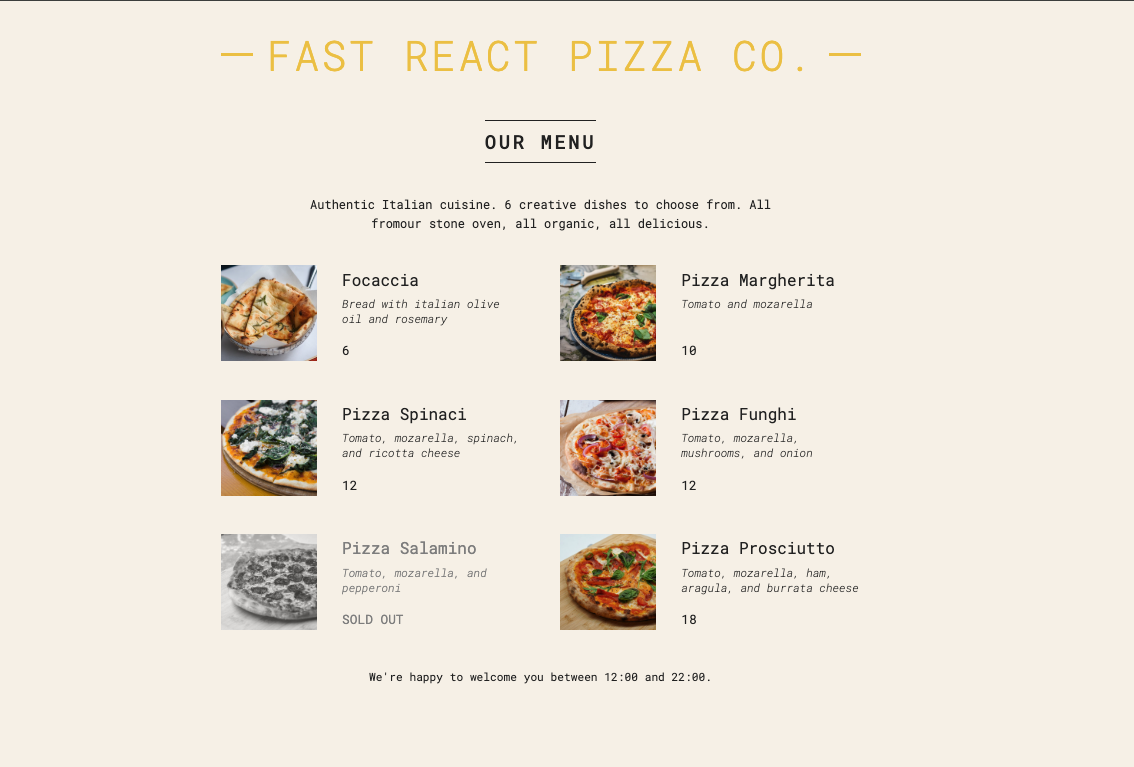 FAST REACT PIZZA CO.
OUR MENU
Authentic Italian cuisine. 6 creative dishes to choose from. All
fromour stone oven, all organic, all delicious.
Focaccia
Bread with italian olive
oil and rosemary
6
Pizza Margherita
Tomato and mozarella
10
Pizza Spinaci
Tomato, mozarella, spinach,
and ricotta cheese
12
Pizza Funghi
Tomato, mozarella,
mushrooms, and onion
12
Pizza Salamino
Tomato, mozarella, and
pepperoni
SOLD OUT
Pizza Prosciutto
Tomato, mozarella, ham,
aragula, and burrata cheese
18
We're happy to welcome you between 12:00 and 22:00.